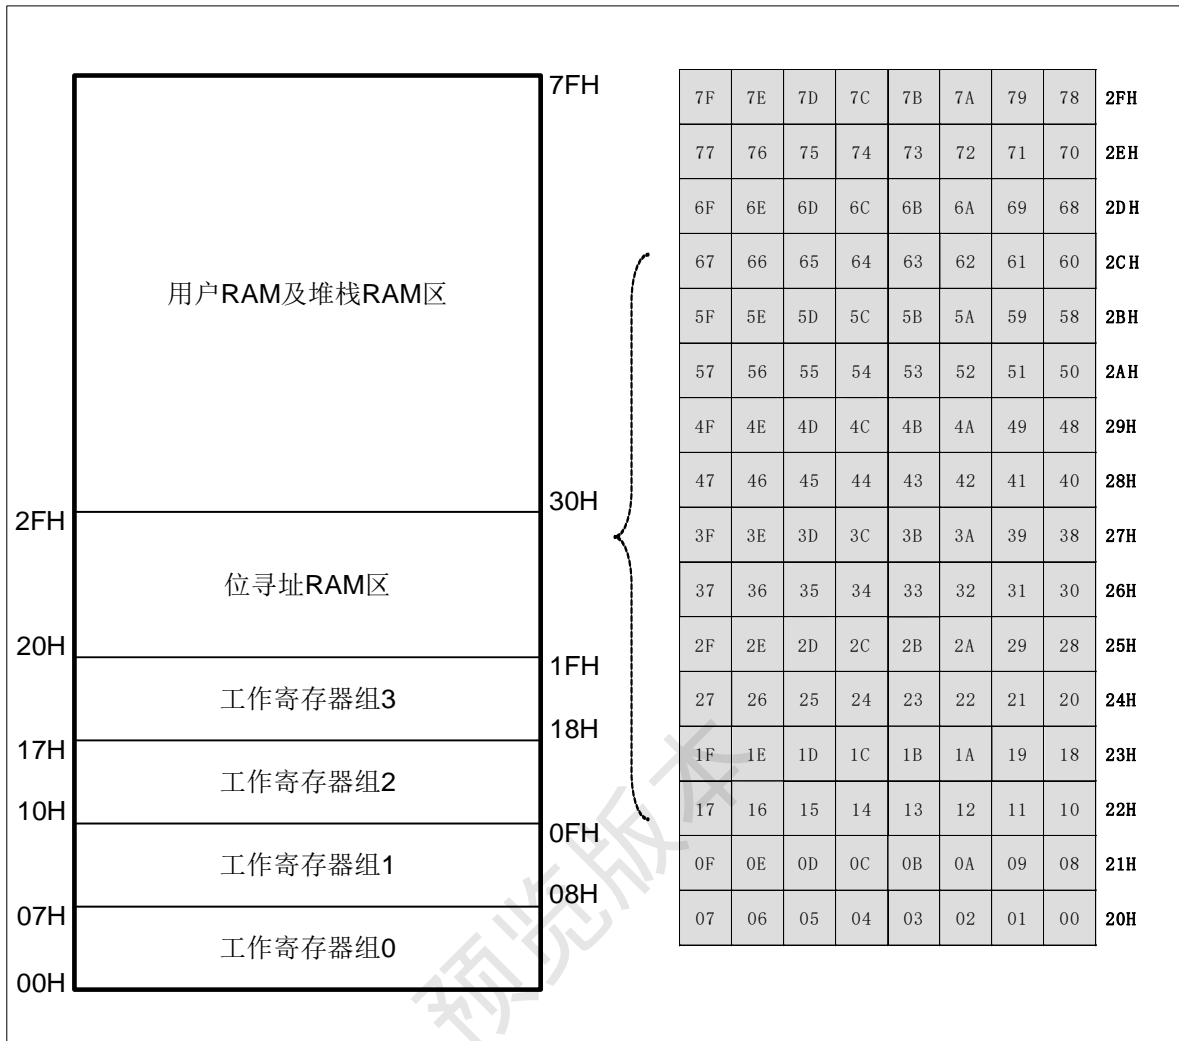 7FH
用户RAM及堆栈RAM区
30H
2FH
位寻址RAM区
20H
1FH
工作寄存器组3
18H
17H
工作寄存器组2
10H
0FH
工作寄存器组1
08H
07H
工作寄存器组0
00H
7F 7E 7D 7C 7B 7A 79 78 2FH
77 76 75 74 73 72 71 70 2EH
6F 6E 6D 6C 6B 6A 69 68 2DH
67 66 65 64 63 62 61 60 2CH
5F 5E 5D 5C 5B 5A 59 58 2BH
57 56 55 54 53 52 51 50 2AH
4F 4E 4D 4C 4B 4A 49 48 29H
47 46 45 44 43 42 41 40 28H
3F 3E 3D 3C 3B 3A 39 38 27H
37 36 35 34 33 32 31 30 26H
2F 2E 2D 2C 2B 2A 29 28 25H
27 26 25 24 23 22 21 20 24H
1F 1E 1D 1C 1B 1A 19 18 23H
17 16 15 14 13 12 11 10 22H
0F 0E 0D 0C 0B 0A 09 08 21H
07 06 05 04 03 02 01 00 20H
预览版本